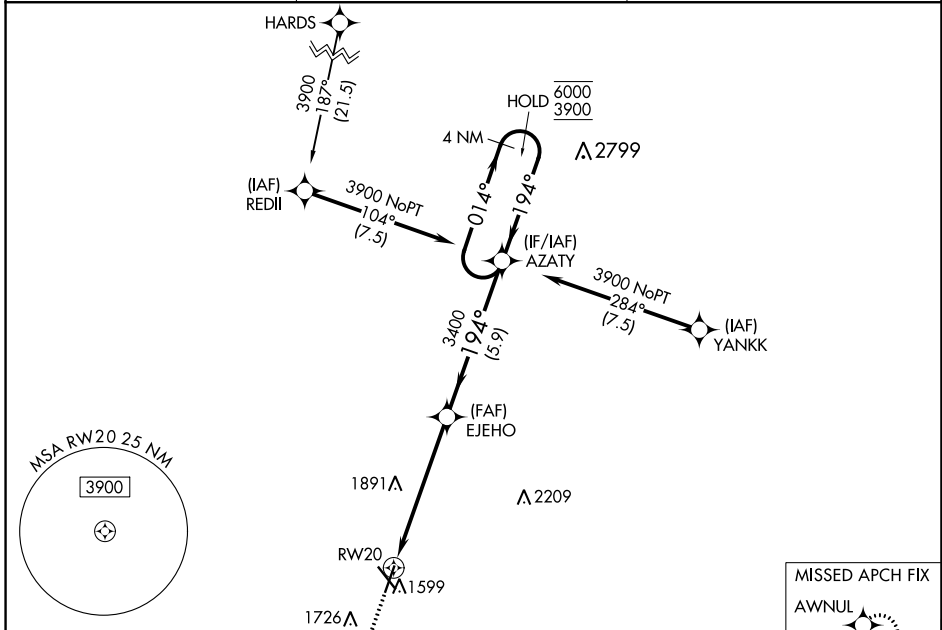 HARDS
3900
187°
(21.5)
HOLD
6000
3900
4 NM
2799
(IAF)
REDII
3900 NoPT
104°
(7.5)
014°
194°
(IF/IAF)
AZATY
3900 NoPT
284°
(7.5)
(IAF)
YANKK
3400
194°
(5.9)
(FAF)
EJEHO
MSA RW20 25 NM
3900
1891
2209
RW20
1599
1726
MISSED APCH FIX
AWNUL